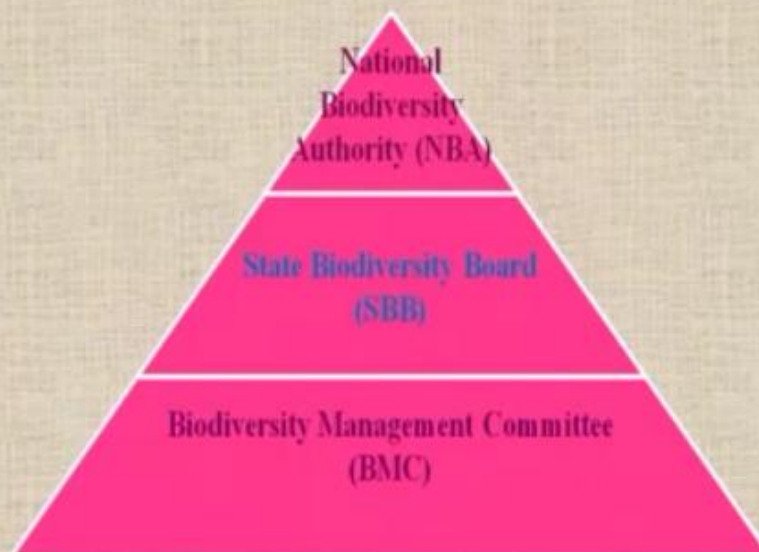 National
Biodiversity
Authority (NBA)
State Biodiversity Board
(SBB)
Biodiversity Management Committee
(BMC)